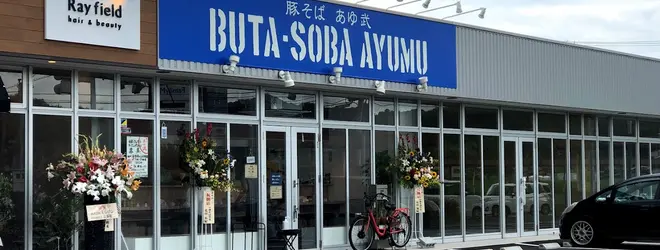 Ray field
hair & beauty
豚そば あゆ武
BUTA-SOBA AYUMU